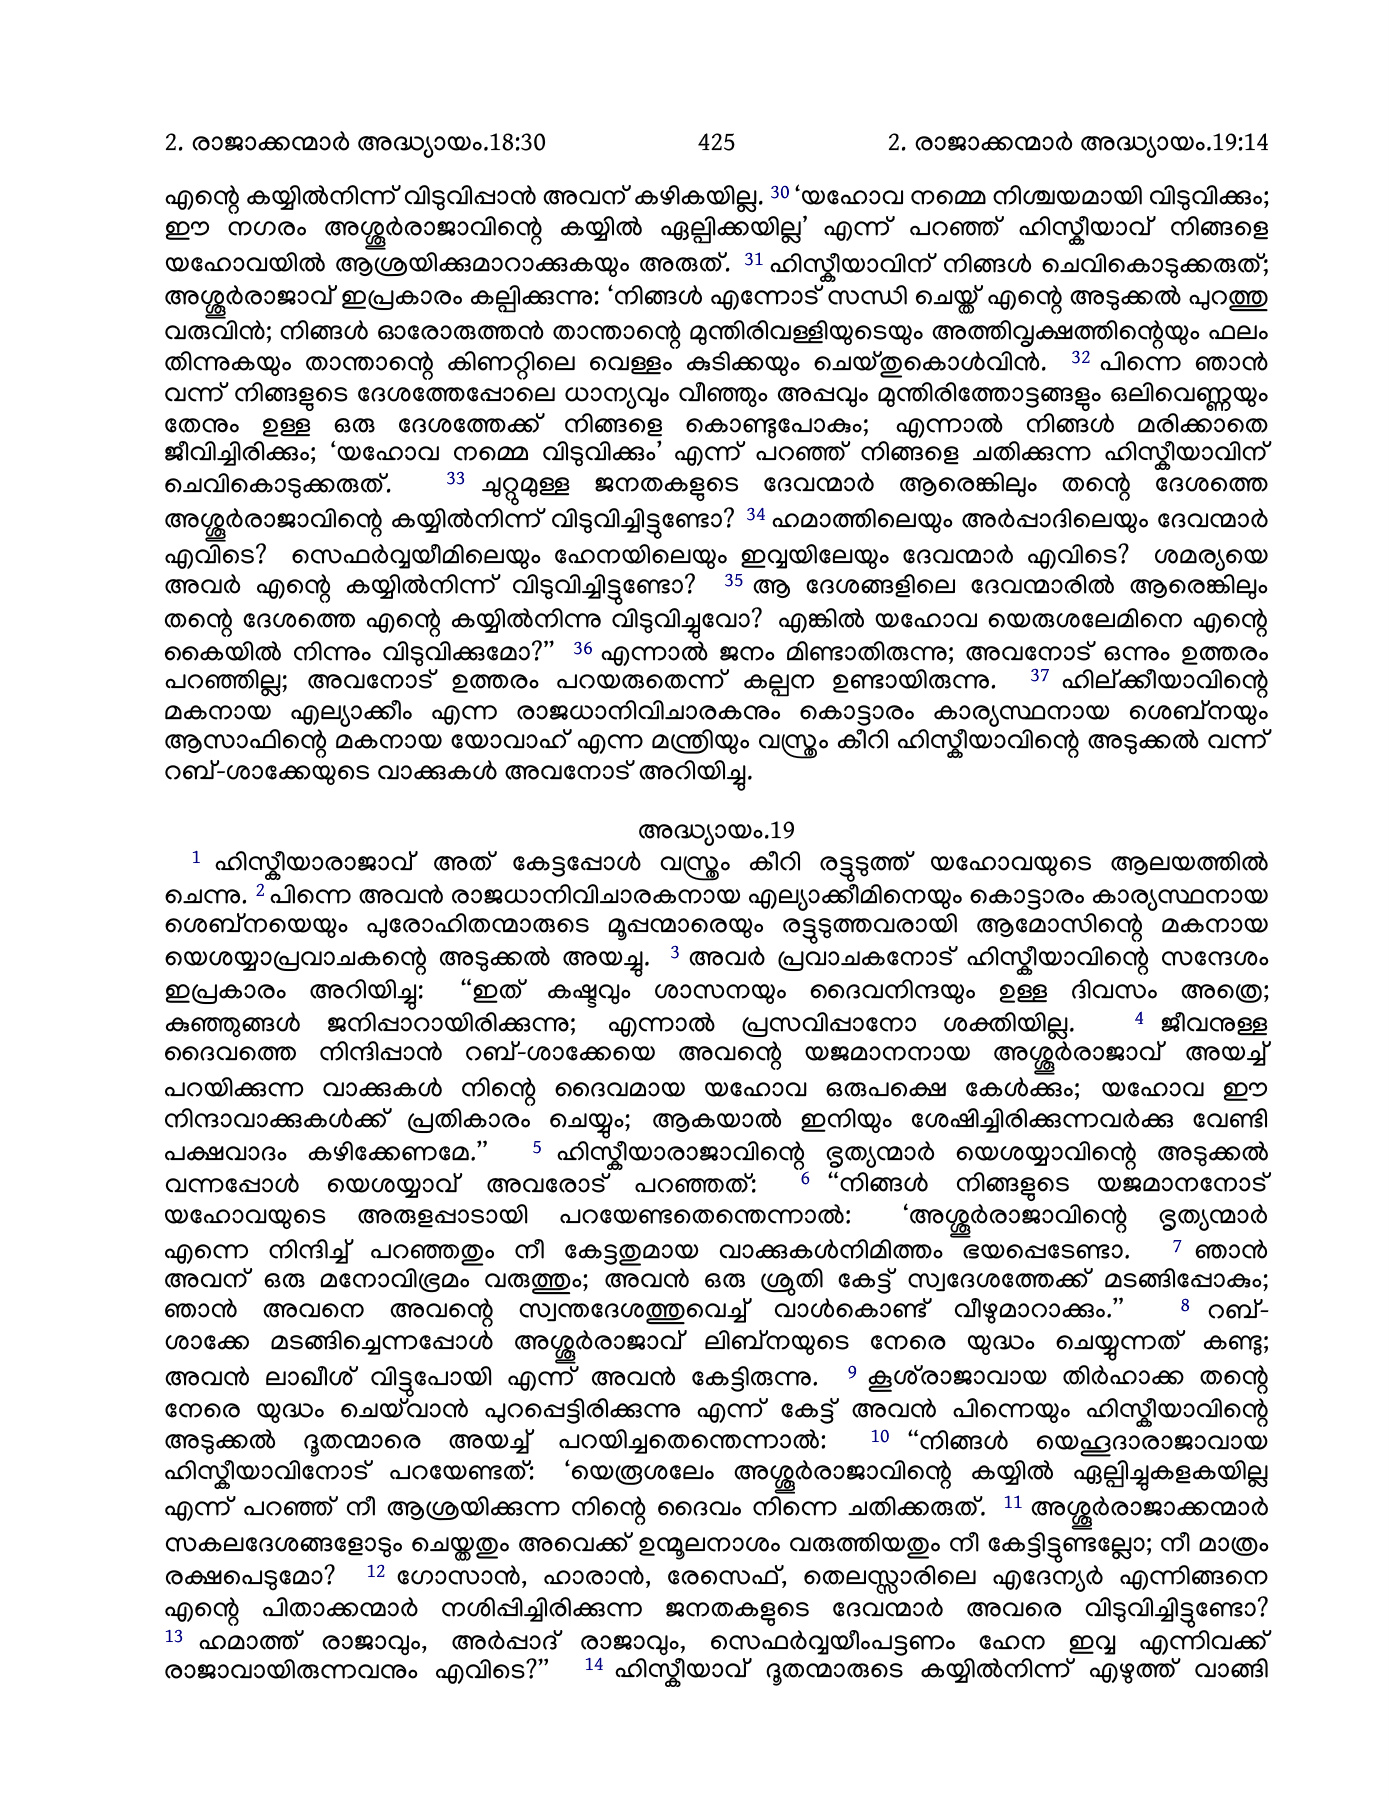 2. രാജാക്കന്മാർ അദ്ധ്യായം.18:30 425 2. രാജാക്കന്മാർ അദ്ധ്യായം.19:14
എന്റെ കയ്യിൽനിന്ന് വിടുവിപ്പാൻ അവന് കഴികയില്ല. 30 ‘യഹോവ നമ്മെ നിശ്ചയമായി വിടുവിക്കും;
ഈ നഗരം അശ്ശൂർരാജാവിന്റെ കയ്യിൽ ഏല്പിക്കയില്ല’ എന്ന് പറഞ്ഞ് ഹിസ്കീയാവ് നിങ്ങളെ
യഹോവയിൽ ആശ്രയിക്കുമാറാക്കുകയും അരുത്. 31 ഹിസ്കീയാവിന് നിങ്ങൾ ചെവികൊടുക്കരുത്;
അശ്ശൂർരാജാവ് ഇപ്രകാരം കല്പിക്കുന്നു: ‘നിങ്ങൾ എന്നോട് സന്ധി ചെയ്ത് എന്റെ അടുക്കൽ പുറത്തു
വരുവിൻ; നിങ്ങൾ ഓരോരുത്തൻ താന്താന്റെ മുന്തിരിവള്ളിയുടെയും അത്തിവൃക്ഷത്തിന്റെയും ഫലം
തിന്നുകയും താന്താന്റെ കിണറ്റിലെ വെള്ളം കുടിക്കയും ചെയ്തുകൊൾവിൻ. 32 പിന്നെ ഞാൻ
വന്ന് നിങ്ങളുടെ ദേശത്തേപ്പോലെ ധാന്യവും വീഞ്ഞും അപ്പവും മുന്തിരിത്തോട്ടങ്ങളും ഒലിവെണ്ണയും
തേനും ഉള്ള ഒരു ദേശത്തേക്ക് നിങ്ങളെ കൊണ്ടുപോകും; എന്നാൽ നിങ്ങൾ മരിക്കാതെ
ജീവിച്ചിരിക്കും; ‘യഹോവ നമ്മെ വിടുവിക്കും’ എന്ന് പറഞ്ഞ് നിങ്ങളെ ചതിക്കുന്ന ഹിസ്കീയാവിന്
ചെവികൊടുക്കരുത്. 33 ചുറ്റുമുള്ള ജനതകളുടെ ദേവന്മാർ ആരെങ്കിലും തന്റെ ദേശത്തെ
അശ്ശൂർരാജാവിന്റെ കയ്യിൽനിന്ന് വിടുവിച്ചിട്ടുണ്ടോ? 34 ഹമാത്തിലെയും അർപ്പാദിലെയും ദേവന്മാർ
എവിടെ? സെഫർവ്വയീമിലെയും ഹേനയിലെയും ഇവ്വയിലേയും ദേവന്മാർ എവിടെ? ശമര്യയെ
അവർ എന്റെ കയ്യിൽനിന്ന് വിടുവിച്ചിട്ടുണ്ടോ? 35 ആ ദേശങ്ങളിലെ ദേവന്മാരിൽ ആരെങ്കിലും
തന്റെ ദേശത്തെ എന്റെ കയ്യിൽനിന്നു വിടുവിച്ചുവോ? എങ്കിൽ യഹോവ യെരുശലേമിനെ എന്റെ
കൈയിൽ നിന്നും വിടുവിക്കുമോ?” 36 എന്നാൽ ജനം മിണ്ടാതിരുന്നു; അവനോട് ഒന്നും ഉത്തരം
പറഞ്ഞില്ല; അവനോട് ഉത്തരം പറയരുതെന്ന് കല്പന ഉണ്ടായിരുന്നു. 37 ഹില്ക്കീയാവിന്റെ
മകനായ എല്യാക്കീം എന്ന രാജധാനിവിചാരകനും കൊട്ടാരം കാര്യസ്ഥനായ ശെബ്നയും
ആസാഫിന്റെ മകനായ യോവാഹ് എന്ന മന്ത്രിയും വസ്ത്രം കീറി ഹിസ്കീയാവിന്റെ അടുക്കൽ വന്ന്
റബ്-ശാക്കേയുടെ വാക്കുകൾ അവനോട് അറിയിച്ചു.
അദ്ധ്യായം.19
1 ഹിസ്കീയാരാജാവ് അത് കേട്ടപ്പോൾ വസ്ത്രം കീറി രട്ടുടുത്ത് യഹോവയുടെ ആലയത്തിൽ
ചെന്നു. 2 പിന്നെ അവൻ രാജധാനിവിചാരകനായ എല്യാക്കീമിനെയും കൊട്ടാരം കാര്യസ്ഥനായ
ശെബ്നയെയും പുരോഹിതന്മാരുടെ മൂപ്പന്മാരെയും രട്ടുടുത്തവരായി ആമോസിന്റെ മകനായ
യെശയ്യാപ്രവാചകന്റെ അടുക്കൽ അയച്ചു. 3 അവർ പ്രവാചകനോട് ഹിസ്കീയാവിന്റെ സന്ദേശം
ഇപ്രകാരം അറിയിച്ചു: “ഇത് കഷ്ടവും ശാസനയും ദൈവനിന്ദയും ഉള്ള ദിവസം അത്രെ;
കുഞ്ഞുങ്ങൾ ജനിപ്പാറായിരിക്കുന്നു; എന്നാൽ പ്രസവിപ്പാനോ ശക്തിയില്ല. 4 ജീവനുള്ള
ദൈവത്തെ നിന്ദിപ്പാൻ റബ്-ശാക്കേയെ അവന്റെ യജമാനനായ അശ്ശൂർരാജാവ് അയച്ച്
പറയിക്കുന്ന വാക്കുകൾ നിന്റെ ദൈവമായ യഹോവ ഒരുപക്ഷെ കേൾക്കും; യഹോവ ഈ
നിന്ദാവാക്കുകൾക്ക് പ്രതികാരം ചെയ്യും; ആകയാൽ ഇനിയും ശേഷിച്ചിരിക്കുന്നവർക്കു വേണ്ടി
പക്ഷവാദം കഴിക്കേണമേ.” 5 ഹിസ്കീയാരാജാവിന്റെ ഭൃത്യന്മാർ യെശയ്യാവിന്റെ അടുക്കൽ
വന്നപ്പോൾ യെശയ്യാവ് അവരോട് പറഞ്ഞത്: 6 “നിങ്ങൾ നിങ്ങളുടെ യജമാനനോട്
യഹോവയുടെ അരുളപ്പാടായി പറയേണ്ടതെന്തെന്നാൽ: ‘അശ്ശൂർരാജാവിന്റെ ഭൃത്യന്മാർ
എന്നെ നിന്ദിച്ച് പറഞ്ഞതും നീ കേട്ടതുമായ വാക്കുകൾനിമിത്തം ഭയപ്പെടേണ്ടാ. 7 ഞാൻ
അവന് ഒരു മനോവിഭ്രമം വരുത്തും; അവൻ ഒരു ശ്രുതി കേട്ട് സ്വദേശത്തേക്ക് മടങ്ങിപ്പോകും;
ഞാൻ അവനെ അവന്റെ സ്വന്തദേശത്തുവെച്ച് വാൾകൊണ്ട് വീഴുമാറാക്കും.” 8 റബ്-
ശാക്കേ മടങ്ങിച്ചെന്നപ്പോൾ അശ്ശൂർരാജാവ് ലിബ്നയുടെ നേരെ യുദ്ധം ചെയ്യുന്നത് കണ്ടു;
അവൻ ലാഖീശ് വിട്ടുപോയി എന്ന് അവൻ കേട്ടിരുന്നു. 9 കൂശ്‌രാജാവായ തിർഹാക്ക തന്റെ
നേരെ യുദ്ധം ചെയ്‌വാൻ പുറപ്പെട്ടിരിക്കുന്നു എന്ന് കേട്ട് അവൻ പിന്നെയും ഹിസ്കീയാവിന്റെ
അടുക്കൽ ദൂതന്മാരെ അയച്ച് പറയിച്ചതെന്തെന്നാൽ: 10 “നിങ്ങൾ യെഹൂദാരാജാവായ
ഹിസ്കീയാവിനോട് പറയേണ്ടത്: ‘യെരൂശലേം അശ്ശൂർരാജാവിന്റെ കയ്യിൽ ഏല്പിച്ചുകളകയില്ല
എന്ന് പറഞ്ഞ് നീ ആശ്രയിക്കുന്ന നിന്റെ ദൈവം നിന്നെ ചതിക്കരുത്. 11 അശ്ശൂർരാജാക്കന്മാർ
സകലദേശങ്ങളോടും ചെയ്തതും അവെക്ക് ഉന്മൂലനാശം വരുത്തിയതും നീ കേട്ടിട്ടുണ്ടല്ലോ; നീ മാത്രം
രക്ഷപെടുമോ? 12 ഗോസാൻ, ഹാരാൻ, രേസെഫ്, തെലസ്സാരിലെ എദേന്യർ എന്നിങ്ങനെ
എന്റെ പിതാക്കന്മാർ നശിപ്പിച്ചിരിക്കുന്ന ജനതകളുടെ ദേവന്മാർ അവരെ വിടുവിച്ചിട്ടുണ്ടോ?
13 ഹമാത്ത് രാജാവും, അർപ്പാദ് രാജാവും, സെഫർവ്വയീംപട്ടണം ഹേന ഇവ്വ എന്നിവക്ക്
രാജാവായിരുന്നവനും എവിടെ?” 14 ഹിസ്കീയാവ് ദൂതന്മാരുടെ കയ്യിൽനിന്ന് എഴുത്ത് വാങ്ങി